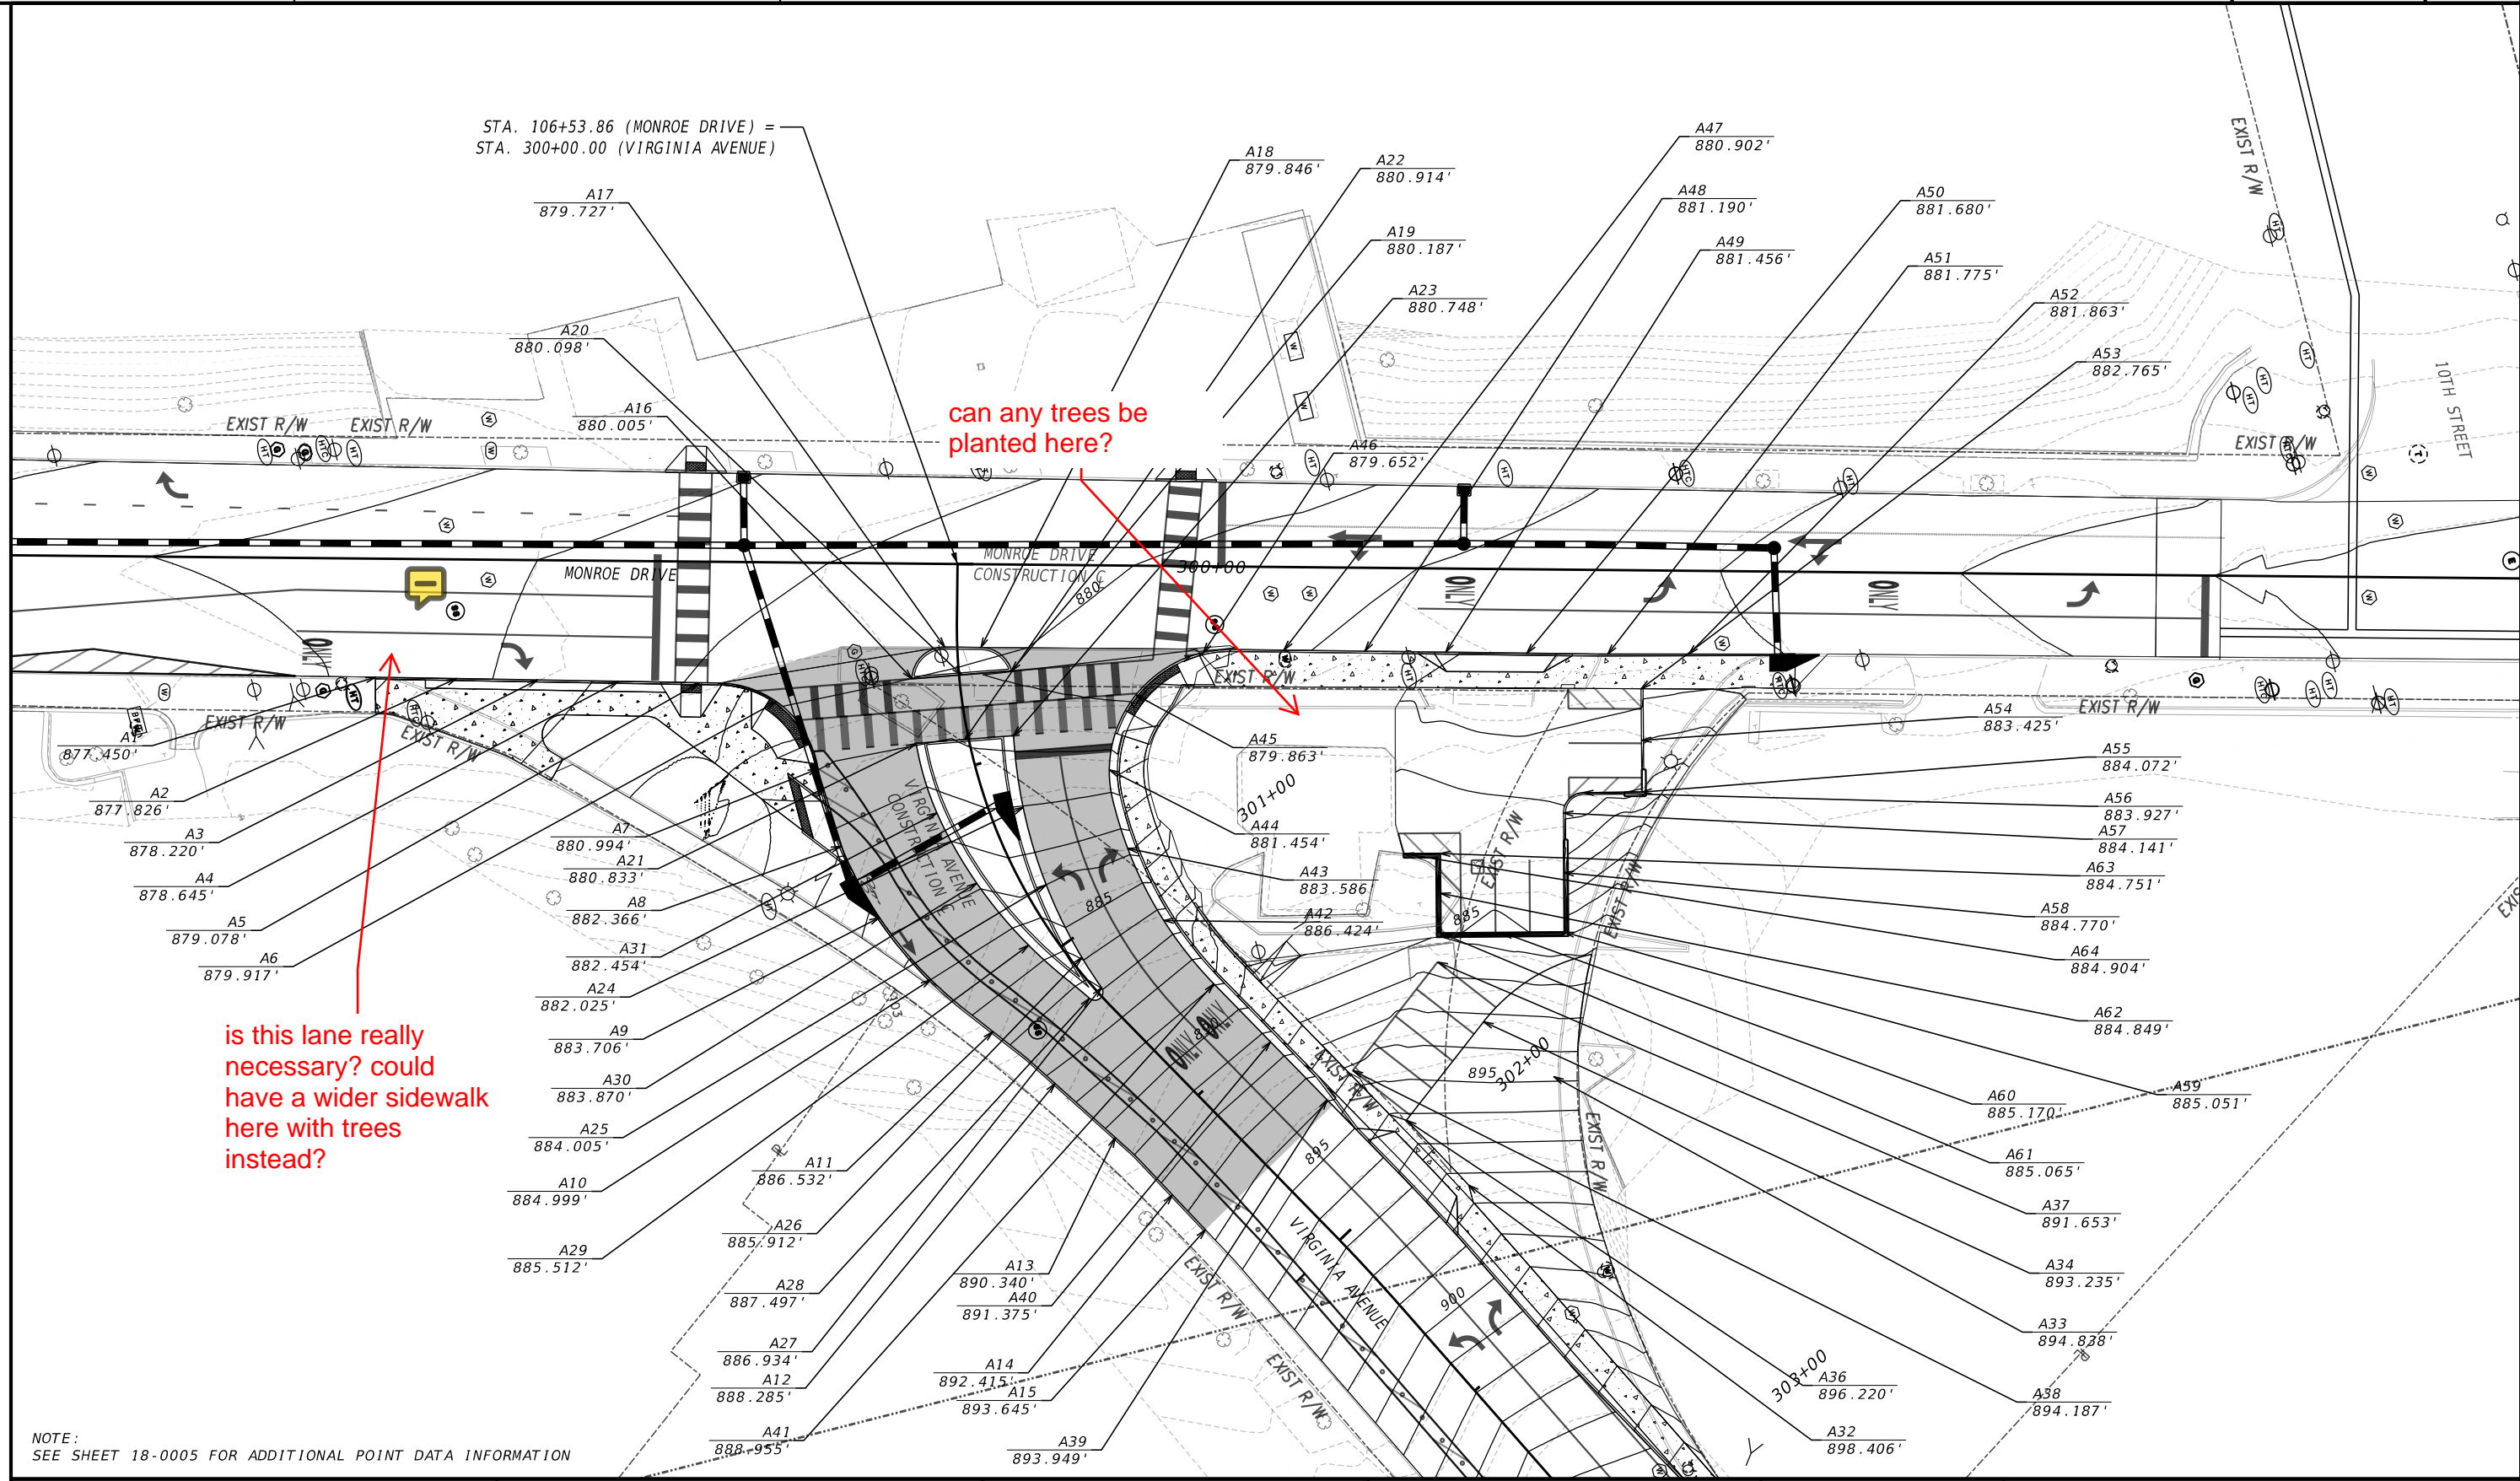 STA. 106+53.86 (MONROE DRIVE) =
STA. 300+00.00 (VIRGINIA AVENUE)
A17
879.727'
A18
879.846'
A22
880.914'
A19
880.187'
A23
880.748'
A47
880.902'
A48
881.190'
A49
881.456'
A50
881.680'
A51
881.775'
A52
881.863'
A53
882.765'
EXIST R/W
10TH STREET
A20
880.098'
A16
880.005'
EXIST R/W
EXIST R/W
EXIST R/W
can any trees be
planted here?
A46
879.652'
MONROE DRIVE
MONROE DRIVE
CONSTRUCTION
300+00
880
ONLY
ONLY
ONLY
EXIST R/W
EXIST R/W
EXIST R/W
EXIST R/W
A1
877.450'
A2
877.826'
A3
878.220'
A4
878.645'
A5
879.078'
A6
879.917'
is this lane really
necessary? could
have a wider sidewalk
here with trees
instead?
A7
880.994'
A21
880.833'
A8
882.366'
A31
882.454'
A24
882.025'
A9
883.706'
A30
883.870'
A25
884.005'
A10
884.999'
A29
885.512'
VIRGINIA AVENUE
CONSTRUCTION
885
A45
879.863'
301+00
A44
881.454'
A43
883.586
A42
886.424'
EXIST R/W
885
EXIST R/W
A54
883.425'
A55
884.072'
A56
883.927'
A57
884.141'
A63
884.751'
A58
884.770'
A64
884.904'
A62
884.849'
A59
885.051'
A60
885.170'
A61
885.065'
A37
891.653'
A34
893.235'
A33
894.838'
A38
894.187'
A36
896.220'
A32
898.406'
ONLY
ONLY
EXIST R/W
895
302+00
EXIST R/W
895
A11
886.532'
A26
885.912'
A28
887.497'
A27
886.934'
A12
888.285'
A41
888.955'
A13
890.340'
A40
891.375'
A14
892.415'
A15
893.645'
A39
893.949'
EXIST R/W
EXIST R/W
VIRGINIA AVENUE
900
303+00
NOTE:
SEE SHEET 18-0005 FOR ADDITIONAL POINT DATA INFORMATION